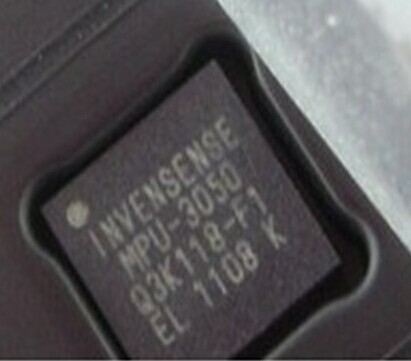 INVENSENSE
MPU-3050
Q3K118-F1
EL 1108 K